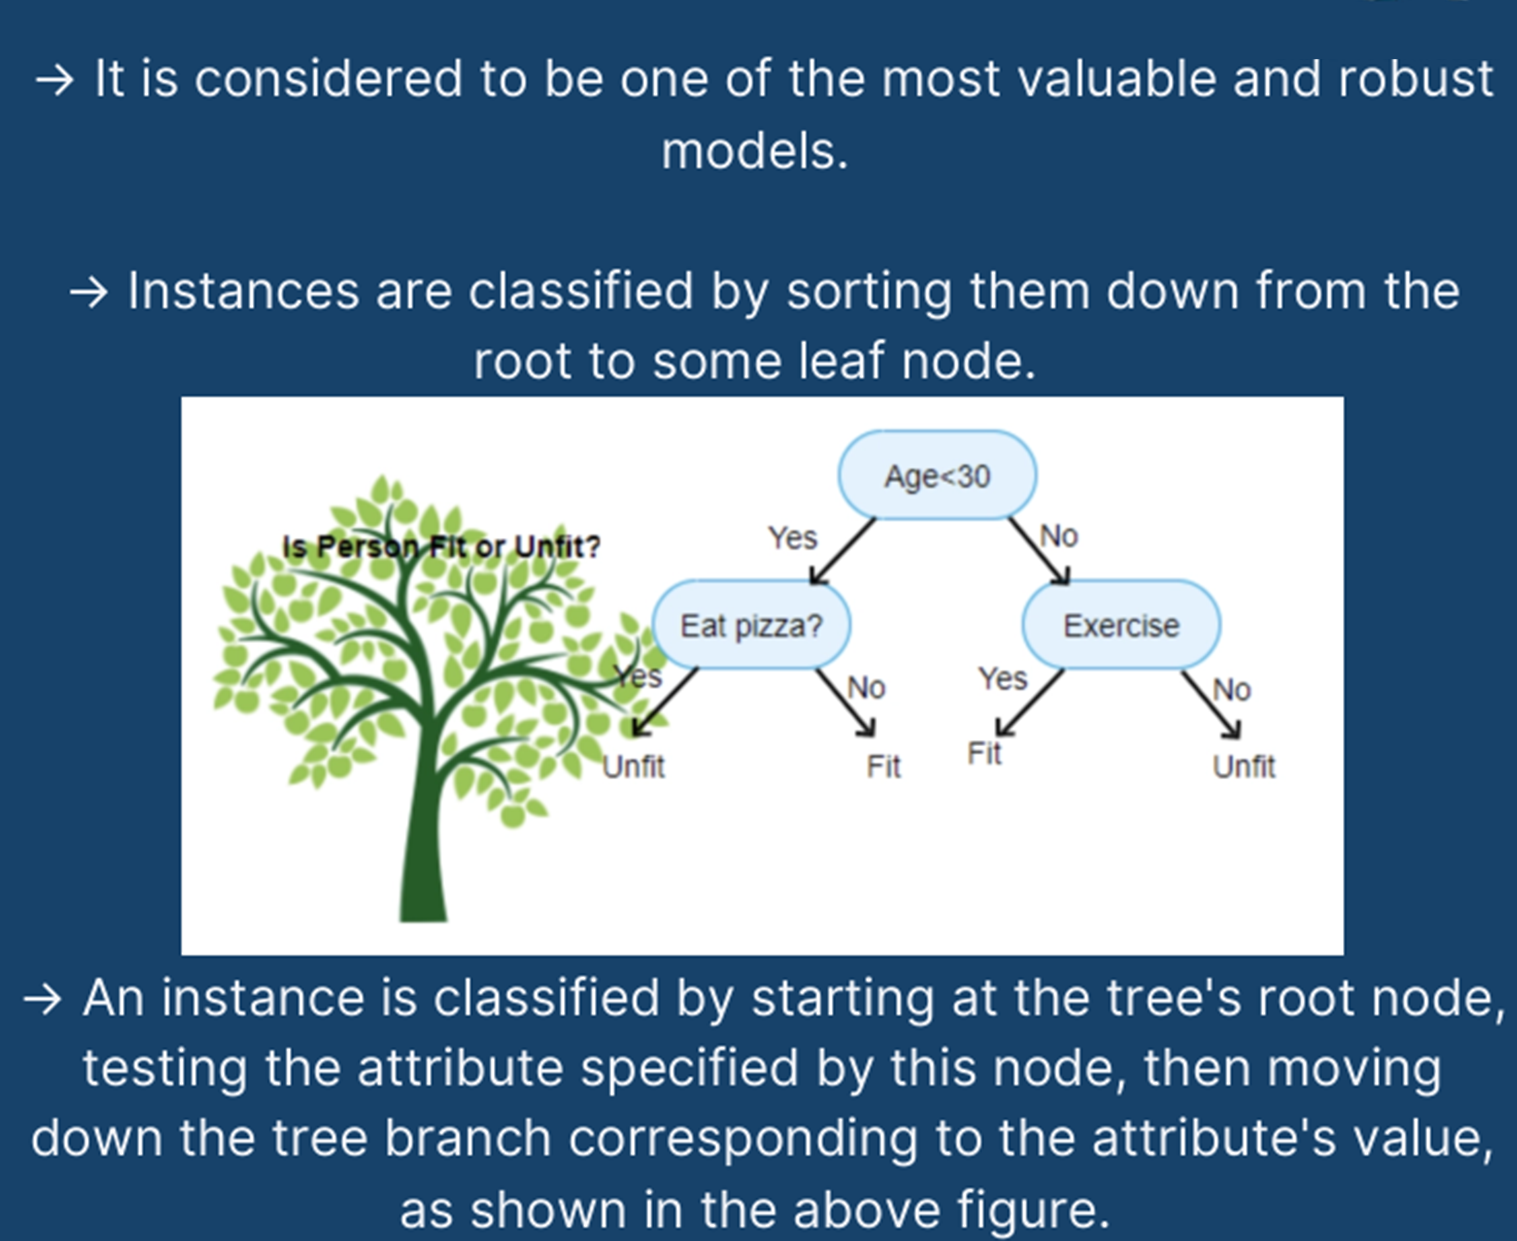 → It is considered to be one of the most valuable and robust
models.
→ Instances are classified by sorting them down from the
root to some leaf node.
Is Person Fit or Unfit?
Age<30
Yes
No
Eat pizza?
Exercise
Yes
No
Yes
No
Unfit
Fit
Fit
Unfit
→ An instance is classified by starting at the tree's root node,
testing the attribute specified by this node, then moving
down the tree branch corresponding to the attribute's value,
as shown in the above figure.